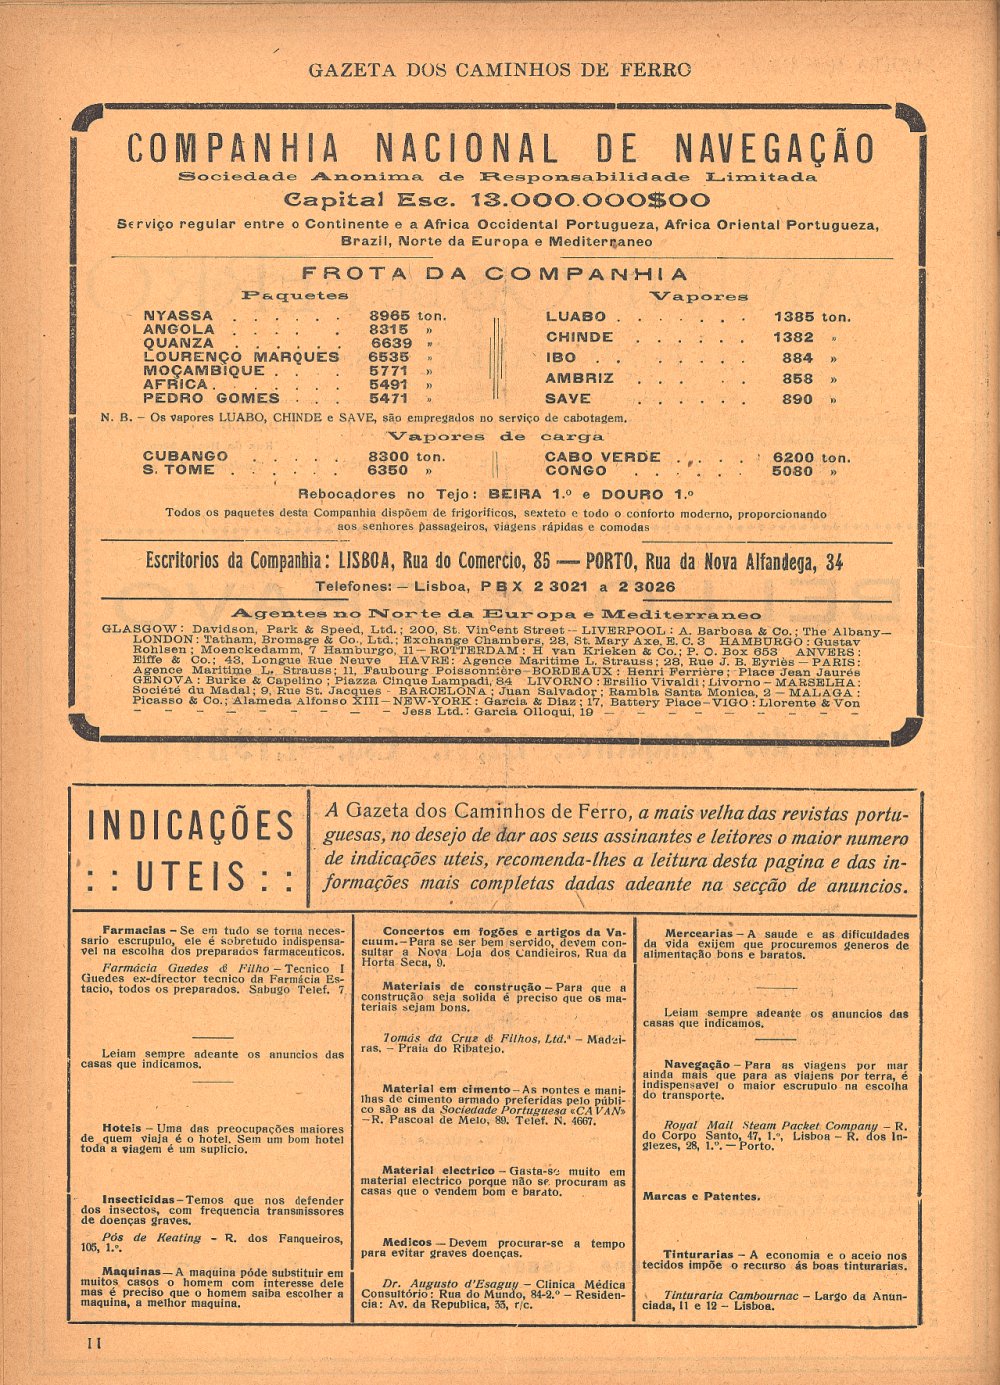 GAZETA DOS CAMINHOS DE FERRO
COMPANHIA NACIONAL DE NAVEGAÇÃO
Sociedade Anonima de Responsabilidade Limitada
Capital Esc. 13.000.000$00
Serviço regular entre o Continente e a Africa Occidental Portugueza, Africa Oriental Portugueza,
Brazil, Norte da Europa e Mediterraneo
FROTA DA COMPANHIA
Paquetes
NYASSA . . . . . . 8965 ton.
ANGOLA . . . . . . 8315 »
QUANZA . . . . . . 6639 »
LOURENÇO MARQUES 6535 »
MOÇAMBIQUE . . . . 5771 »
AFRICA . . . . . . 5491 »
PEDRO GOMES . . . 5471 »
Vapores
LUABO . . . . . . . 1385 ton.
CHINDE . . . . . . 1382 »
IBO . . . . . . . 884 »
AMBRIZ . . . . . . 858 »
SAVE . . . . . . 890 »
N. B. – Os vapores LUABO, CHINDE e SAVE, são empregados no serviço de cabotagem.
Vapores de carga
CUBANGO . . . . . 8300 ton.
S. TOME . . . . . 6350 »
CABO VERDE . . . . 6200 ton.
CONGO . . . . . 5080 »
Rebocadores no Tejo: BEIRA 1.º e DOURO 1.º
Todos os paquetes desta Companhia dispõem de frigorificos, sexteto e todo o conforto moderno, proporcionando
aos senhores passageiros, viagens rápidas e comodas
Escritorios da Companhia: LISBOA, Rua do Comercio, 85 — PORTO, Rua da Nova Alfandega, 34
Telefones: – Lisboa, PBX 2 3021 a 2 3026
Agentes no Norte da Europa e Mediterraneo
GLASGOW: Davidson, Park & Speed, Ltd.; 200, St. Vincent Street – LIVERPOOL: A. Barbosa & Co.; The Albany—
LONDON: Tatham, Bromage & Co., Ltd.; Exchange Chambers, 28, St. Mary Axe, E. C. 3 HAMBURGO: Gustav
Rohlsen; Moenckedamm, 7 Hamburgo, 11 – ROTTERDAM: H van Krieken & Co.; P. O. Box 653 ANVERS:
Eiffe & Co.; 43, Longue Rue Neuve HAVRE: Agence Maritime L. Strauss; 28, Rue J. B. Eyriès – PARIS:
Agence Maritime L. Strauss; 11, Faubourg Poissonnière–BORDEAUX: Henri Ferrière; Place Jean Jaurés
GENOVA: Burke & Capelino; Piazza Cinque Lampadi, 84 LIVORNO: Ersilio Vivaldi; Livorno – MARSELHA:
Société du Madal; 9, Rue St. Jacques - BARCELONA; Juan Salvador; Rambla Santa Monica, 2 – MALAGA:
Picasso & Co.; Alameda Alfonso XIII – NEW-YORK: Garcia & Diaz; 17, Battery Place – VIGO: Llorente & Von
Jess Ltd.: Garcia Olloqui, 19
INDICAÇÕES
:: UTEIS ::
A Gazeta dos Caminhos de Ferro, a mais velha das revistas portu-
guesas, no desejo de dar aos seus assinantes e leitores o maior numero
de indicações uteis, recomenda-lhes a leitura desta pagina e das in-
formações mais completas dadas adeante na secção de anuncios.
Farmacias – Se em tudo se torna neces-
sario escrupulo, ele é sobretudo indispensa-
vel na escolha dos preparados farmaceuticos.
Farmácia Guedes & Filho – Tecnico I
Guedes ex-director tecnico da Farmácia Es-
tacio, todos os preparados. Sabugo Telef. 7
Leiam sempre adeante os anuncios das
casas que indicamos.
Hoteis – Uma das preocupações maiores
de quem viaja é o hotel. Sem um bom hotel
toda a viagem é um suplicio.
Insecticidas – Temos que nos defender
dos insectos, com frequencia transmissores
de doenças graves.
Pós de Keating – R. dos Fanqueiros,
105, 1.º.
Maquinas – A maquina póde substituir em
muitos casos o homem com interesse dele
mas é preciso que o homem saiba escolher a
maquina, a melhor maquina.
Concertos em fogões e artigos da Va-
cuum. – Para se ser bem servido, devem con-
sultar a Nova Loja dos Candieiros, Rua da
Horta Seca, 9.
Materiais de construção – Para que a
construção seja solida é preciso que os ma-
teriais sejam bons.
Tomás da Cruz & Filhos, Ltd.ª – Madei-
ras. – Praia do Ribatejo.
Material em cimento – As pontes e mani-
lhas de cimento armado preferidas pelo públi-
co são as da Sociedade Portuguesa «CAVAN»
– R. Pascoal de Melo, 89. Telef. N. 4667.
Material electrico – Gasta-se muito em
material electrico porque não se procuram as
casas que o vendem bom e barato.
Medicos – Devem procurar-se a tempo
para evitar graves doenças.
Dr. Augusto d'Esaguy – Clinica Médica
Consultório: Rua do Mundo, 84-2.º – Residen-
cia: Av. da Republica, 33, r/c.
Mercearias – A saude e as dificuldades
da vida exijem que procuremos generos de
alimentação bons e baratos.
Leiam sempre adeante os anuncios das
casas que indicamos.
Navegação – Para as viagens por mar
ainda mais que para as viajens por terra, é
indispensavel o maior escrupulo na escolha
do transporte.
Royal Mail Steam Packet Company – R.
do Corpo Santo, 47, 1.º, Lisboa – R. dos In-
glezes, 28, 1.º. – Porto.
Marcas e Patentes.
Tinturarias – A economia e o aceio nos
tecidos impõe o recurso ás boas tinturarias.
Tinturaria Cambournac – Largo da Anun-
ciada, 11 e 12 – Lisboa.
II